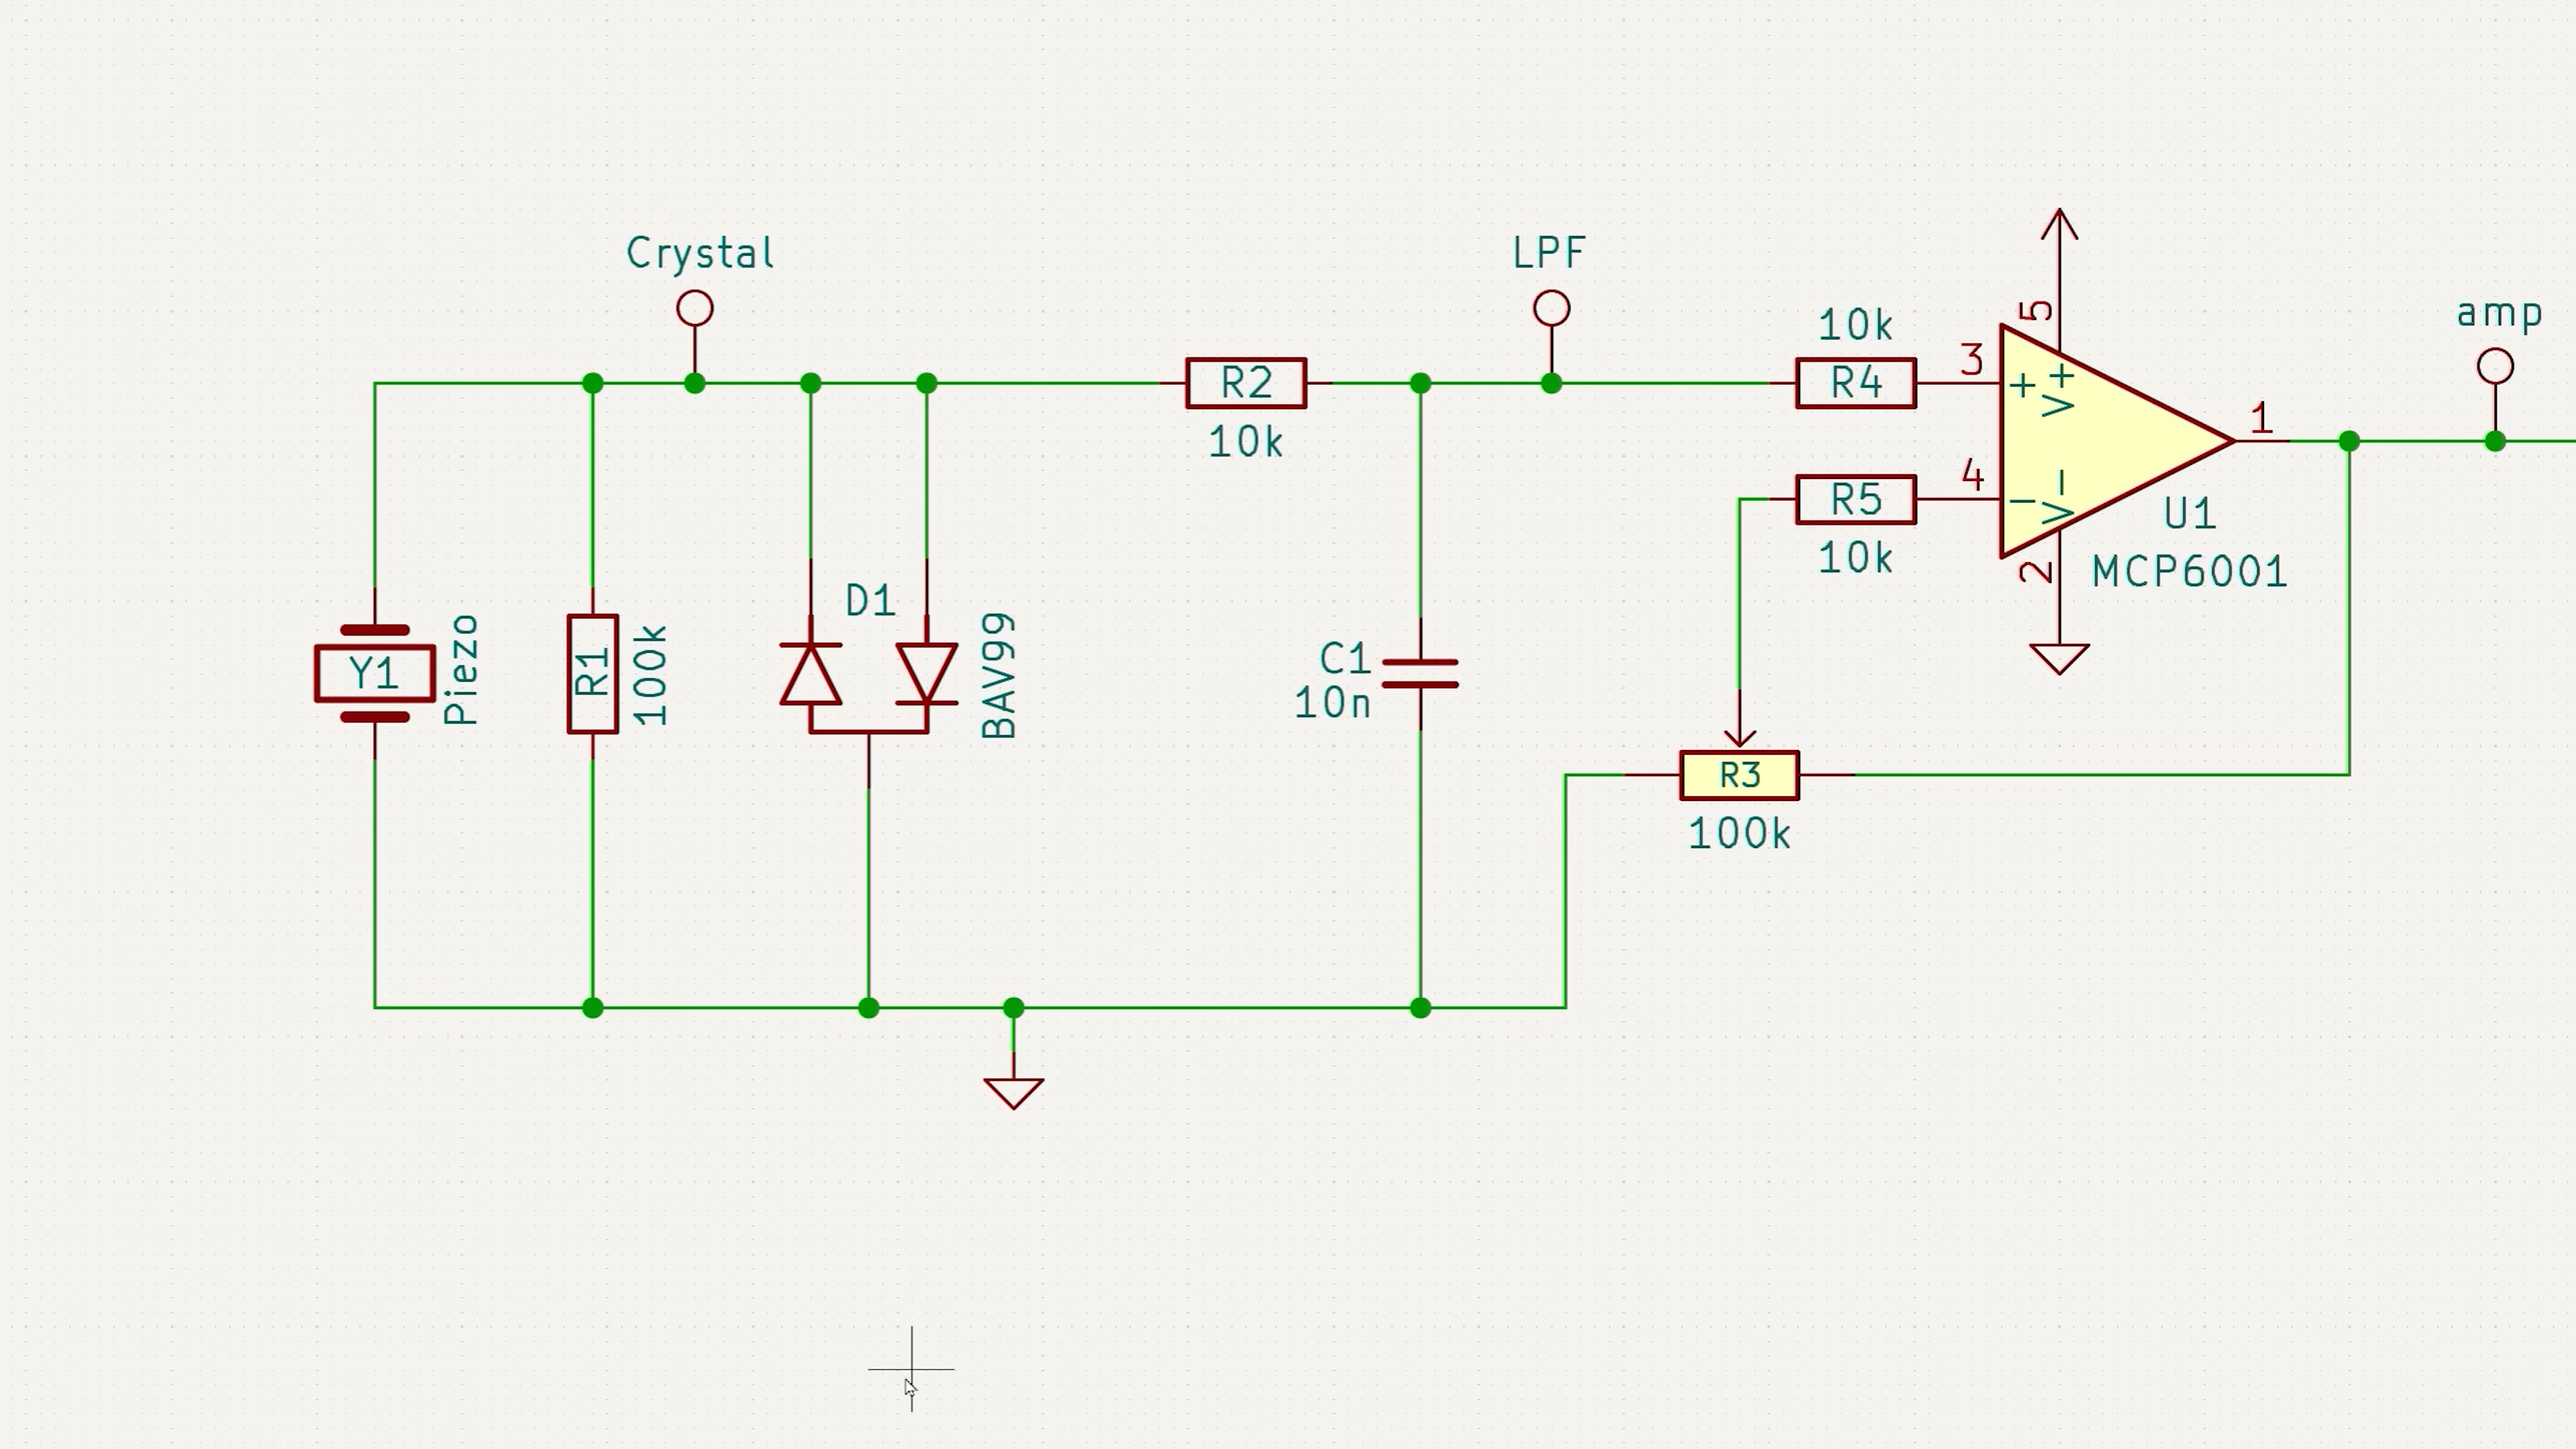 Crystal
LPF
amp
R2
10k
10k
R4
3
5
+
V+
1
R5
10k
4
−
V−
2
U1
MCP6001
Y1
Piezo
R1
100k
D1
BAV99
C1
10n
R3
100k